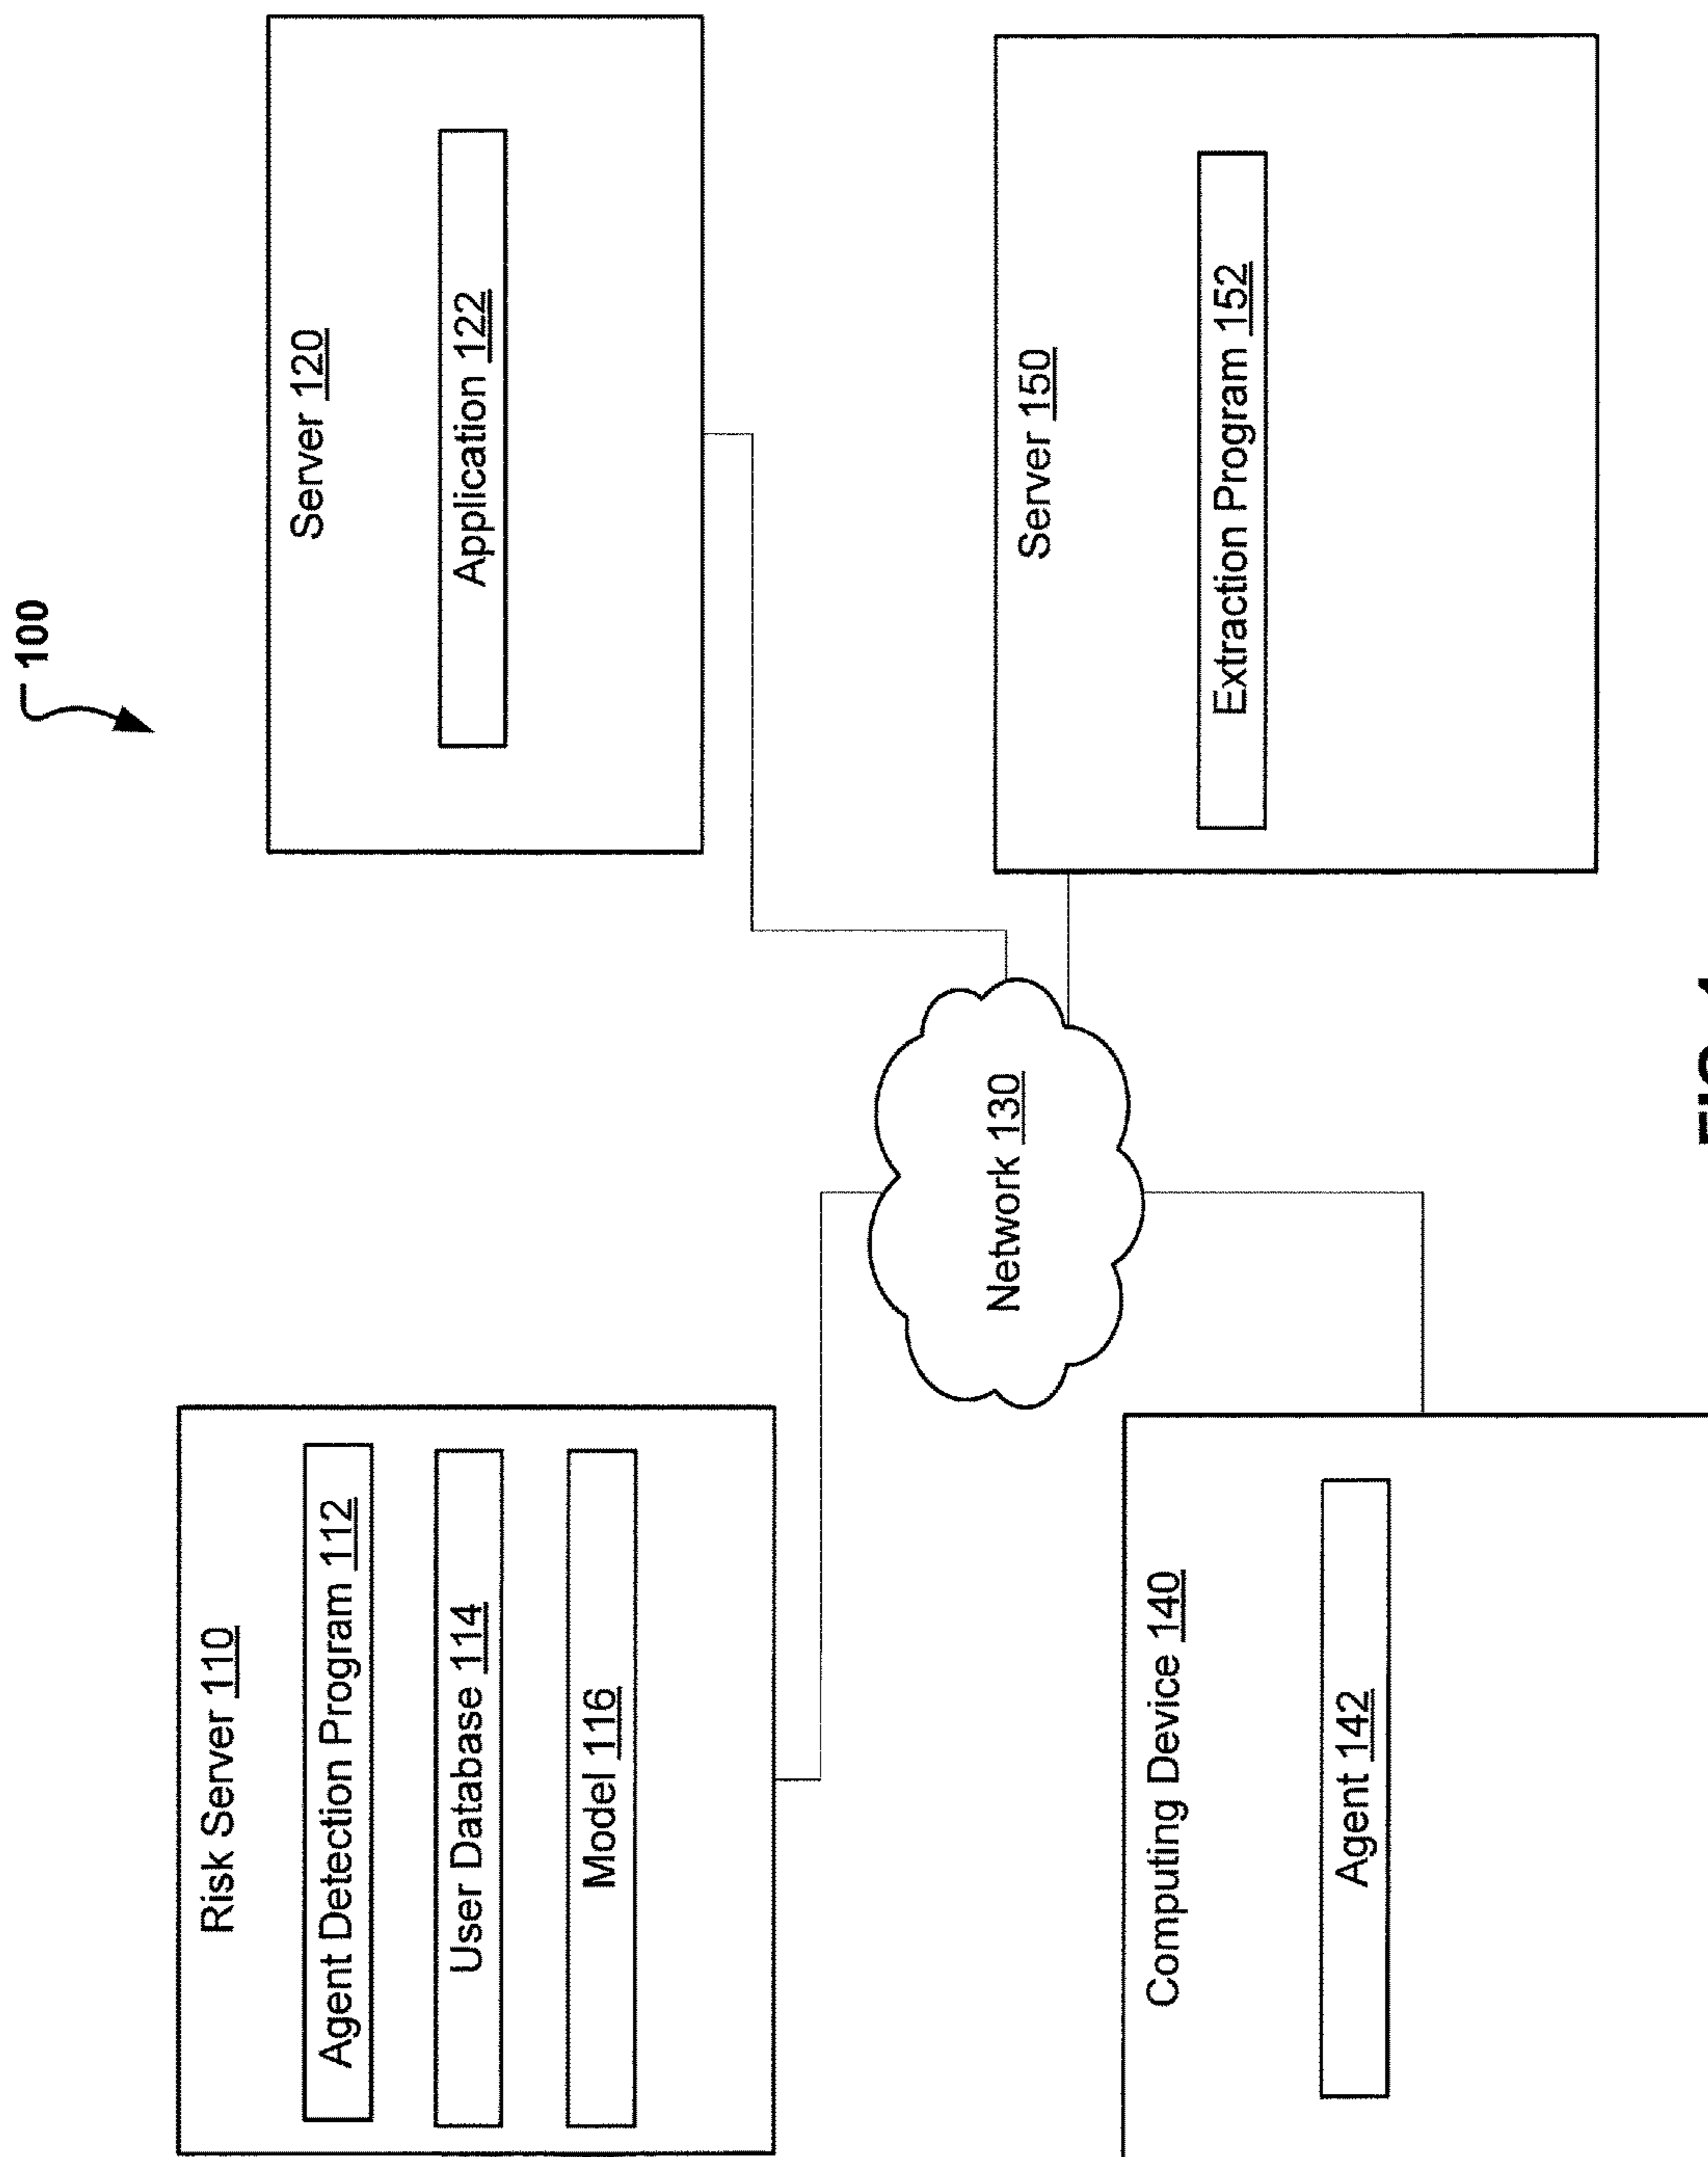 100
Risk Server 110
Agent Detection Program 112
User Database 114
Model 116
Server 120
Application 122
Network 130
Computing Device 140
Agent 142
Server 150
Extraction Program 152